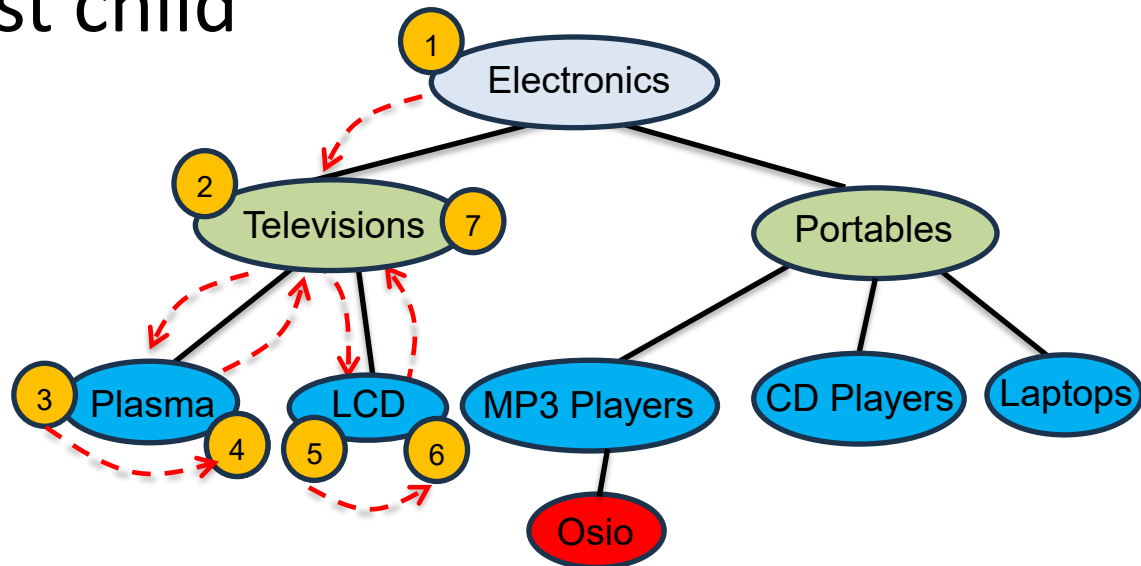 st child
1
Electronics
2
Televisions
7
Portables
3
Plasma
4
LCD
5
6
MP3 Players
CD Players
Laptops
Osio